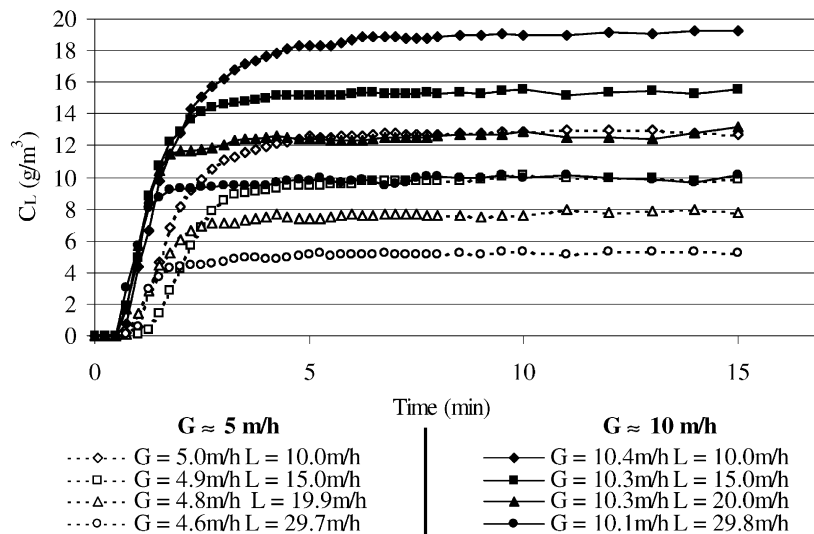 20
18
16
14
12
10
8
6
4
2
0
C_L (g/m³)
0 5 10 15
Time (min)
G ≈ 5 m/h
G = 5.0m/h L = 10.0m/h
G = 4.9m/h L = 15.0m/h
G = 4.8m/h L = 19.9m/h
G = 4.6m/h L = 29.7m/h
G ≈ 10 m/h
G = 10.4m/h L = 10.0m/h
G = 10.3m/h L = 15.0m/h
G = 10.3m/h L = 20.0m/h
G = 10.1m/h L = 29.8m/h